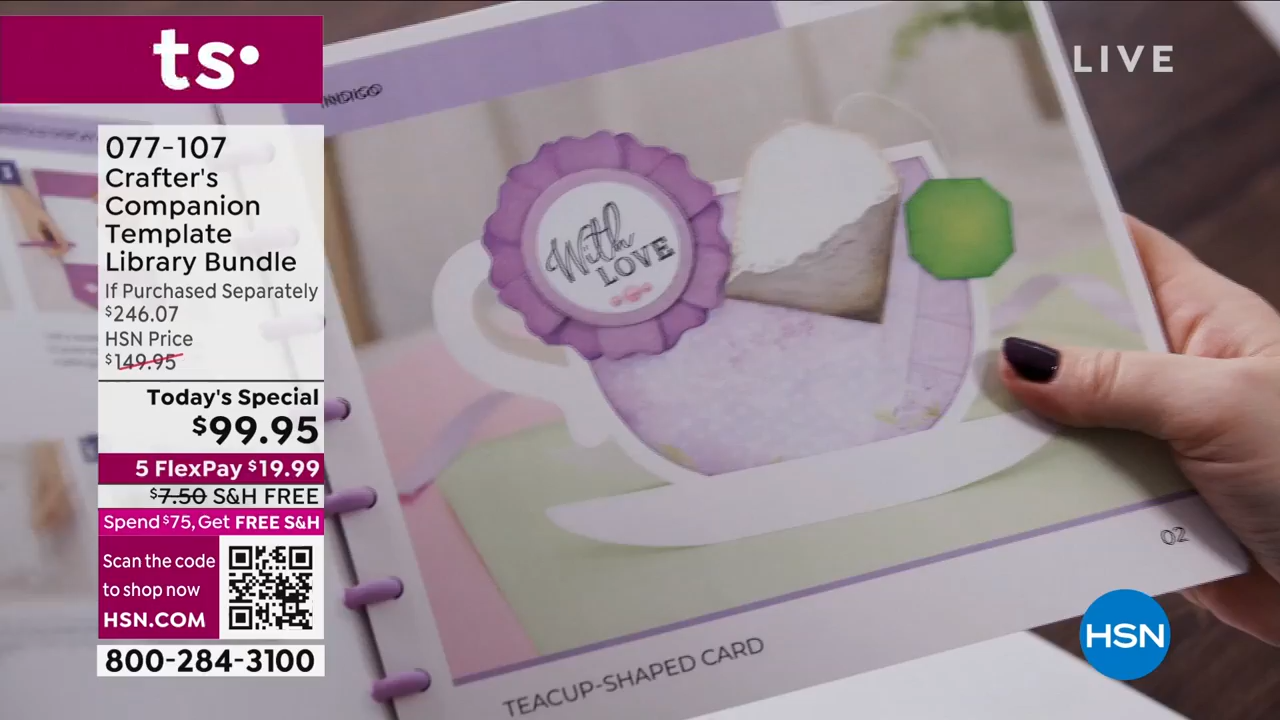 ts.
LIVE
077-107
Crafter's
Companion
Template
Library Bundle
If Purchased Separately
$246.07
HSN Price
$149.95
Today's Special
$99.95
5 FlexPay $19.99
$7.50 S&H FREE
Spend $75, Get FREE S&H
Scan the code
to shop now
HSN.COM
800-284-3100
INDIGO
With
LOVE
02
TEACUP-SHAPED CARD
HSN